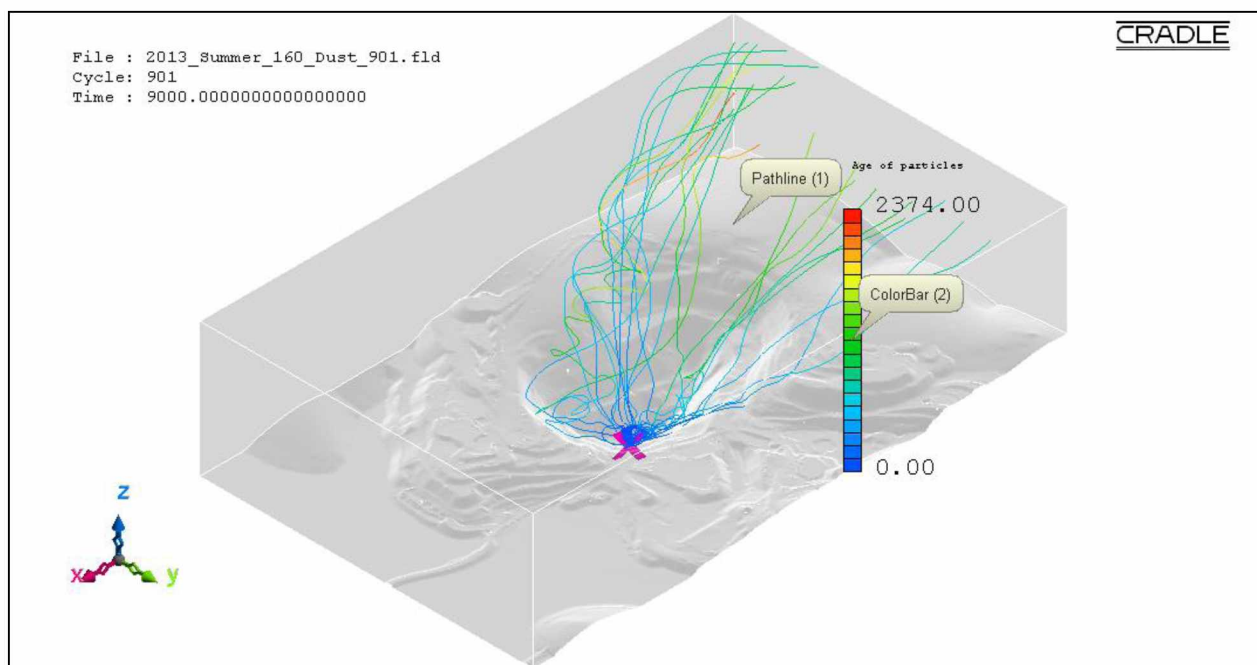 File : 2013_Summer_160_Dust_901.fld
Cycle: 901
Time : 9000.0000000000000000
CRADLE
Pathline (1)
Age of particles
2374.00
ColorBar (2)
0.00
z
x
y